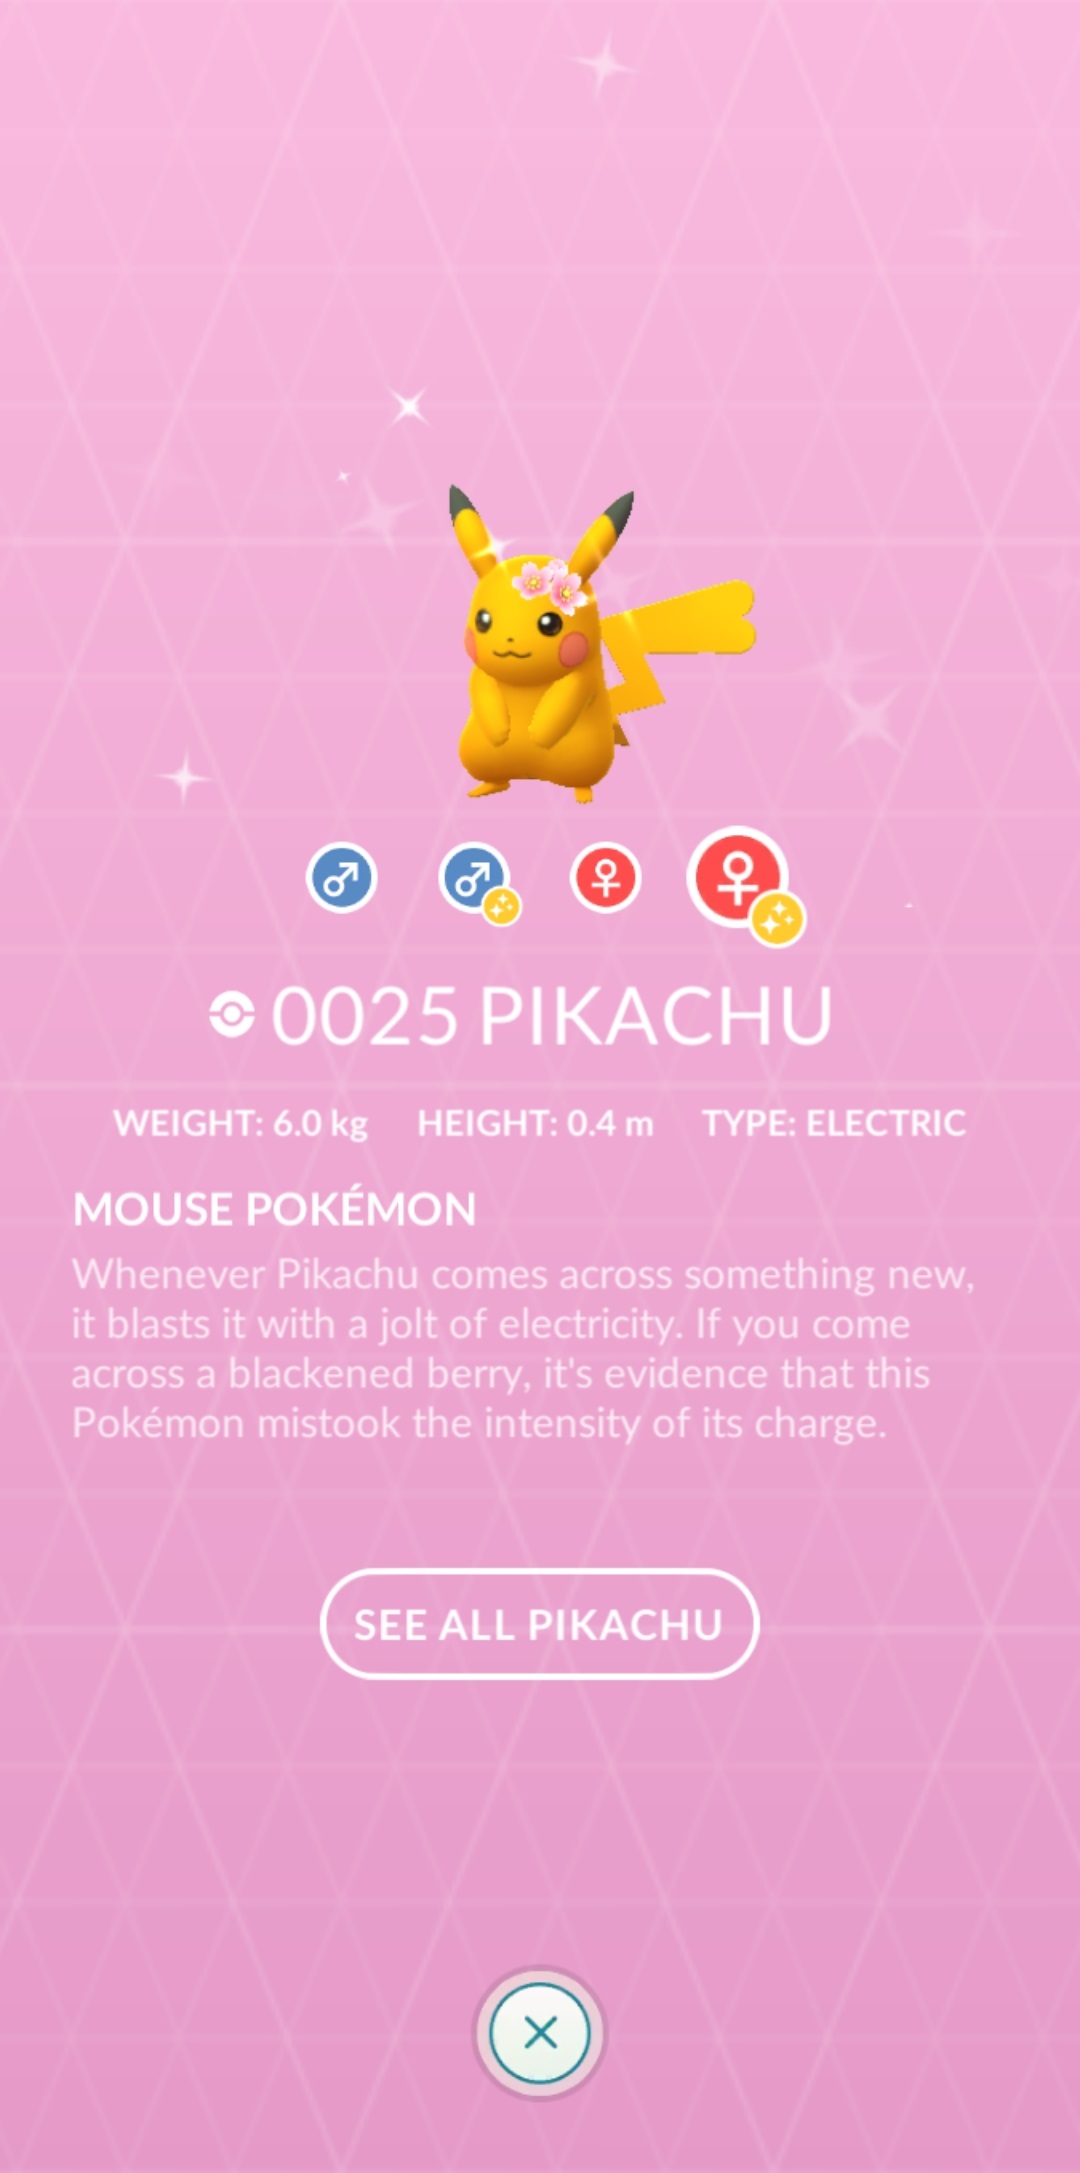 0025 PIKACHU
WEIGHT: 6.0 kg HEIGHT: 0.4 m TYPE: ELECTRIC
MOUSE POKÉMON
Whenever Pikachu comes across something new,
it blasts it with a jolt of electricity. If you come
across a blackened berry, it's evidence that this
Pokémon mistook the intensity of its charge.
SEE ALL PIKACHU